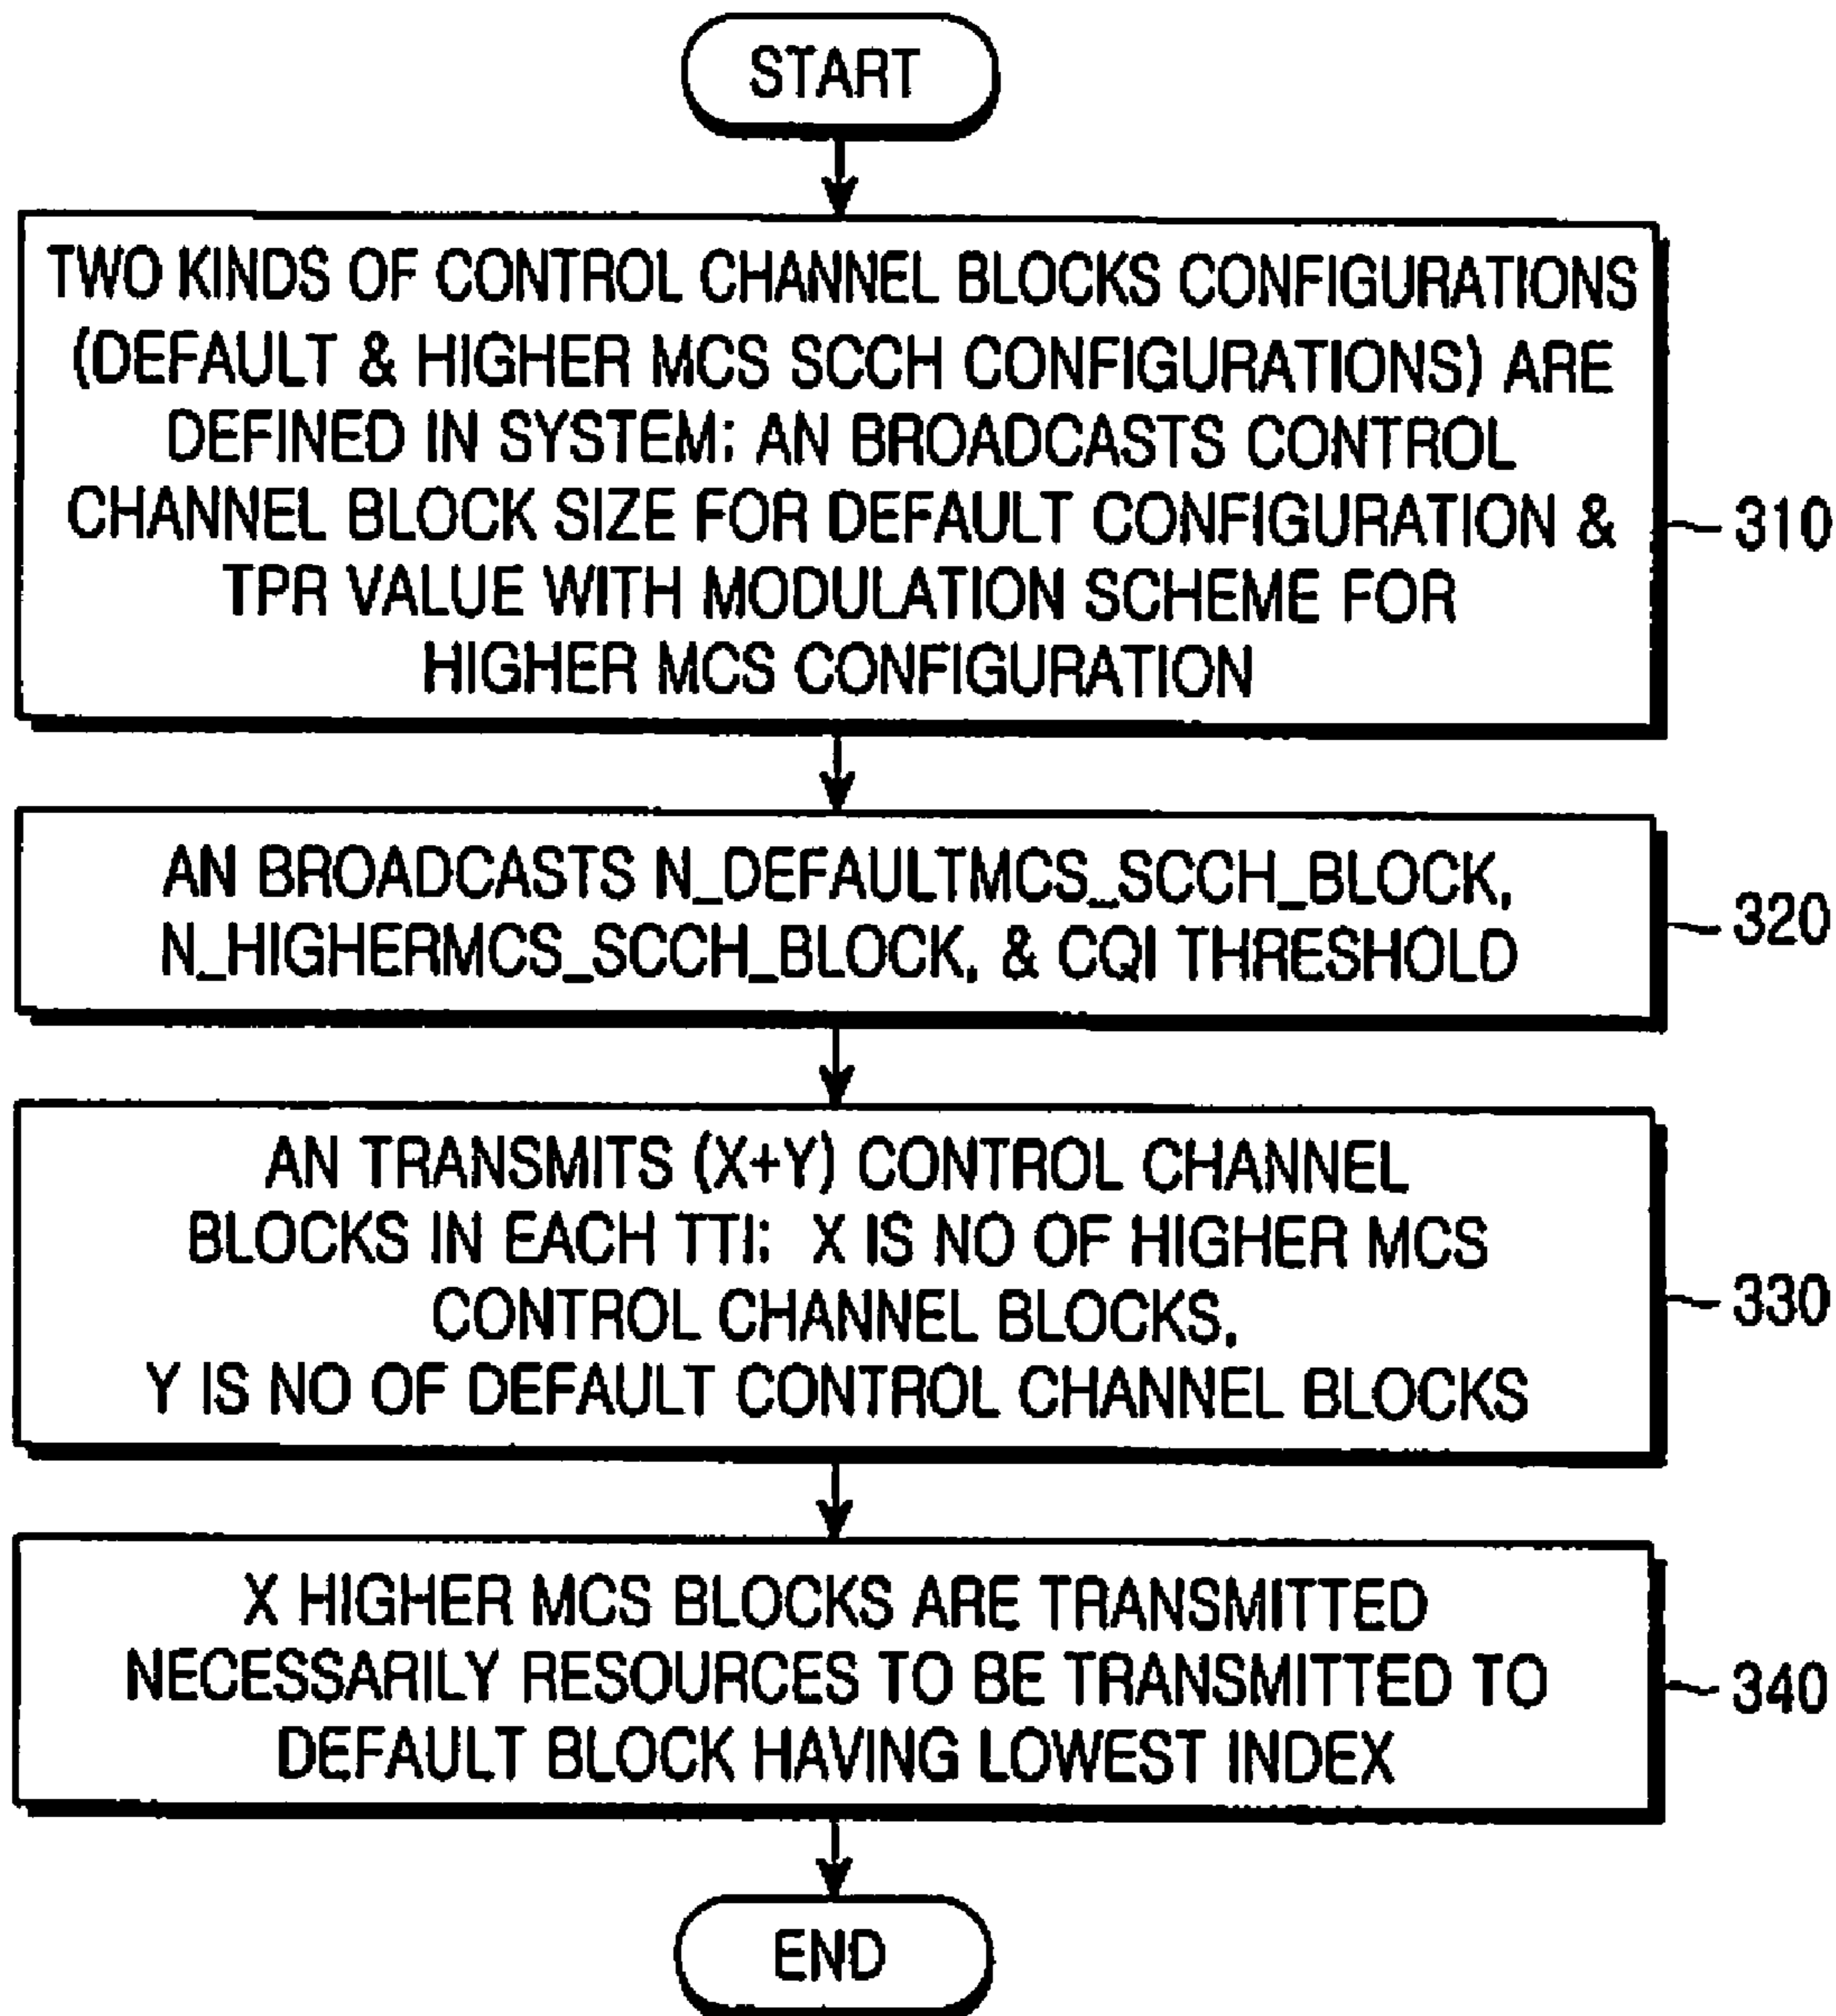 START
TWO KINDS OF CONTROL CHANNEL BLOCKS CONFIGURATIONS
(DEFAULT & HIGHER MCS SCCH CONFIGURATIONS) ARE
DEFINED IN SYSTEM: AN BROADCASTS CONTROL
CHANNEL BLOCK SIZE FOR DEFAULT CONFIGURATION &
TPR VALUE WITH MODULATION SCHEME FOR
HIGHER MCS CONFIGURATION
310
AN BROADCASTS N_DEFAULTMCS_SCCH_BLOCK,
N_HIGHERMCS_SCCH_BLOCK, & CQI THRESHOLD
320
AN TRANSMITS (X+Y) CONTROL CHANNEL
BLOCKS IN EACH TTI: X IS NO OF HIGHER MCS
CONTROL CHANNEL BLOCKS,
Y IS NO OF DEFAULT CONTROL CHANNEL BLOCKS
330
X HIGHER MCS BLOCKS ARE TRANSMITTED
NECESSARILY RESOURCES TO BE TRANSMITTED TO
DEFAULT BLOCK HAVING LOWEST INDEX
340
END